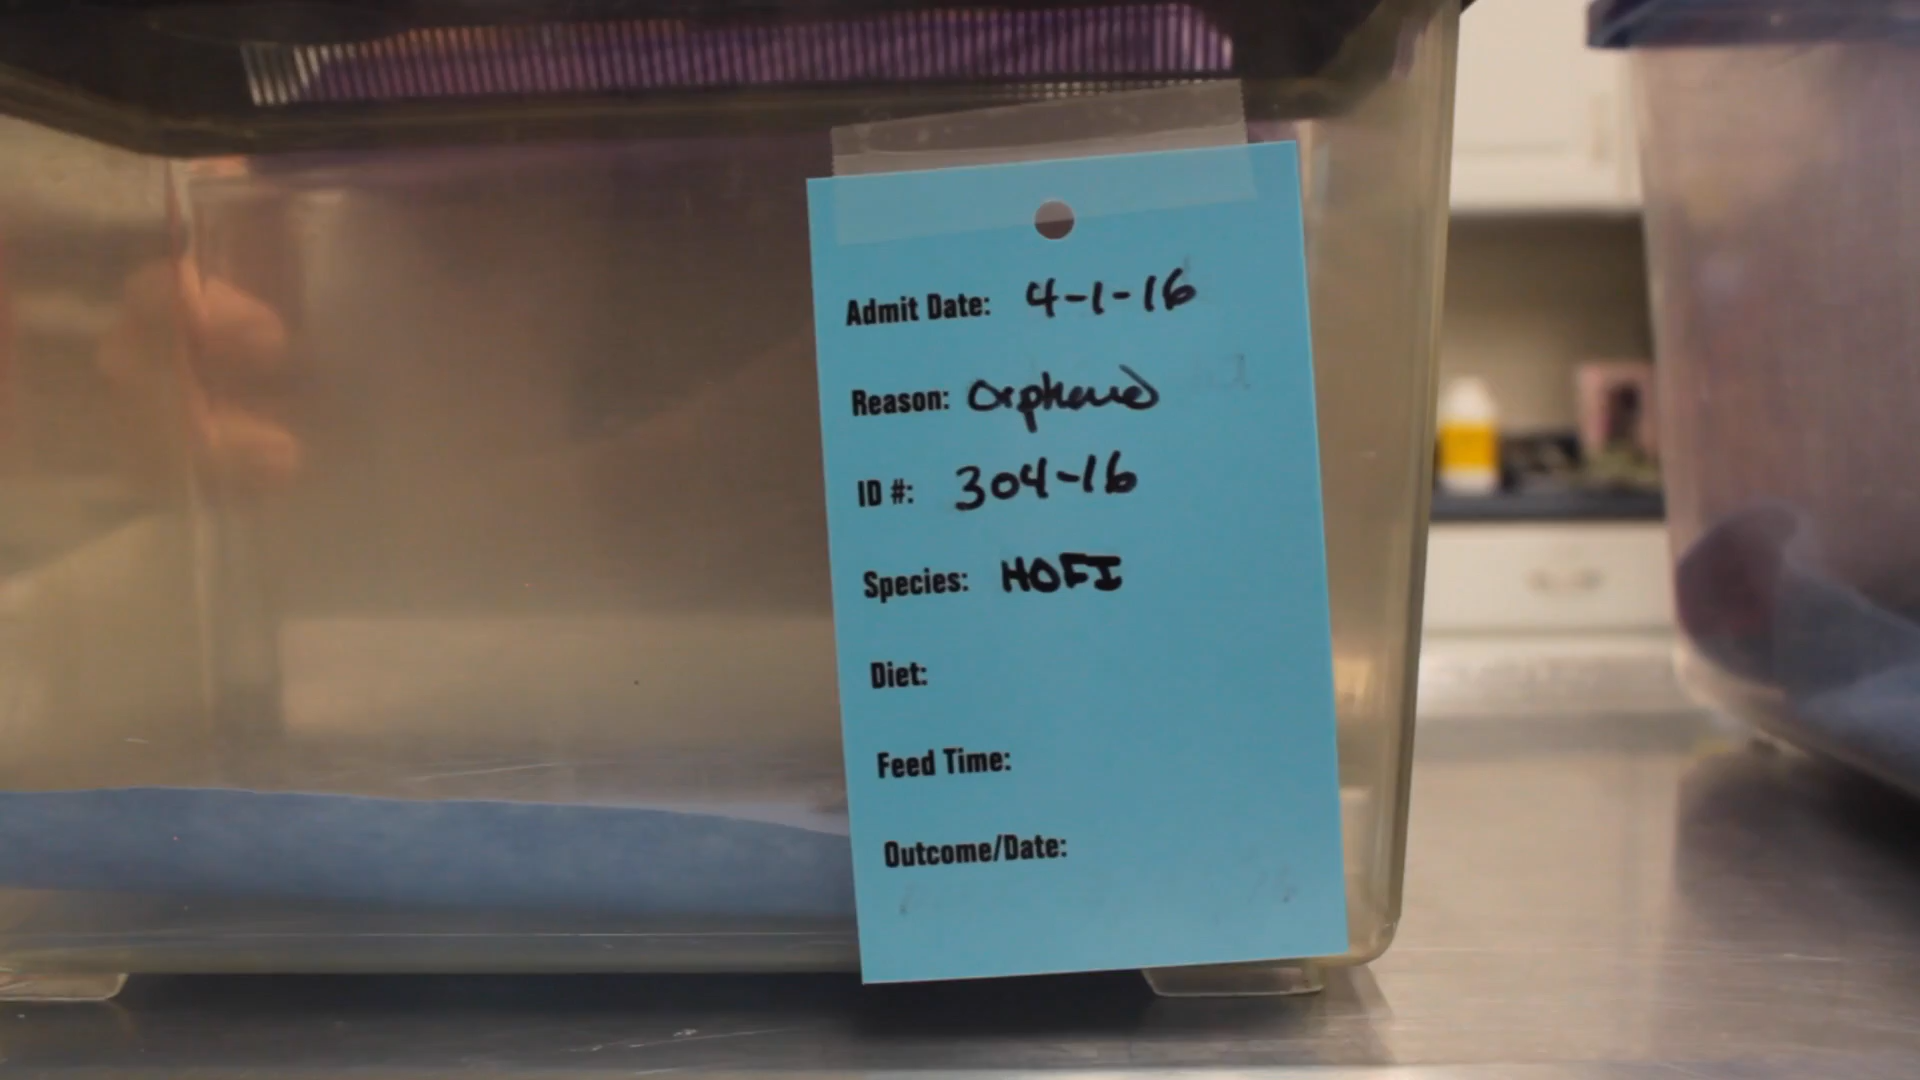 Admit Date: 4-1-16
Reason: Orphaned
ID #: 304-16
Species: HOFI
Diet:
Feed Time:
Outcome/Date: